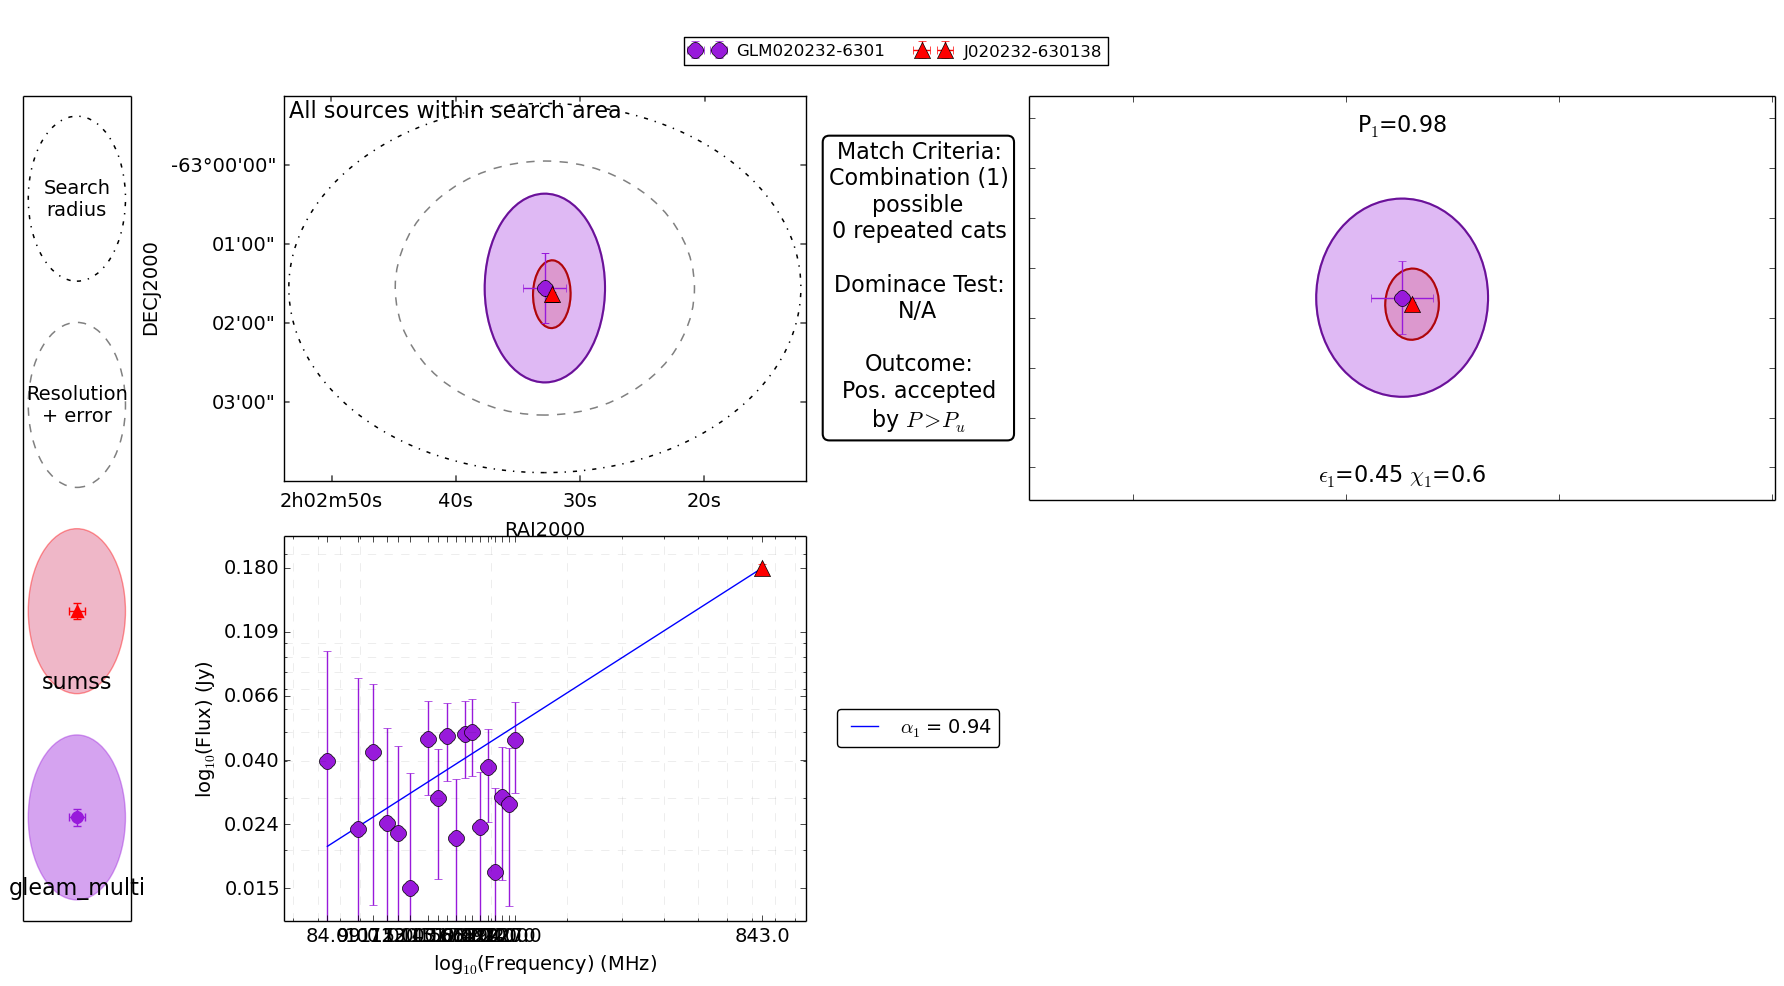 GLM020232-6301 J020232-630138
Search
radius
Resolution
+ error
sumss
gleam_multi
All sources within search area
DECJ2000
-63°00'00"
01'00"
02'00"
03'00"
2h02m50s 40s 30s 20s
RAJ2000
Match Criteria:
Combination (1)
possible
0 repeated cats
Dominace Test:
N/A
Outcome:
Pos. accepted
by P>Pu
P1=0.98
ϵ1=0.45 χ1=0.6
log10(Flux) (Jy)
0.180
0.109
0.066
0.040
0.024
0.015
843.0
log10(Frequency) (MHz)
α1 = 0.94